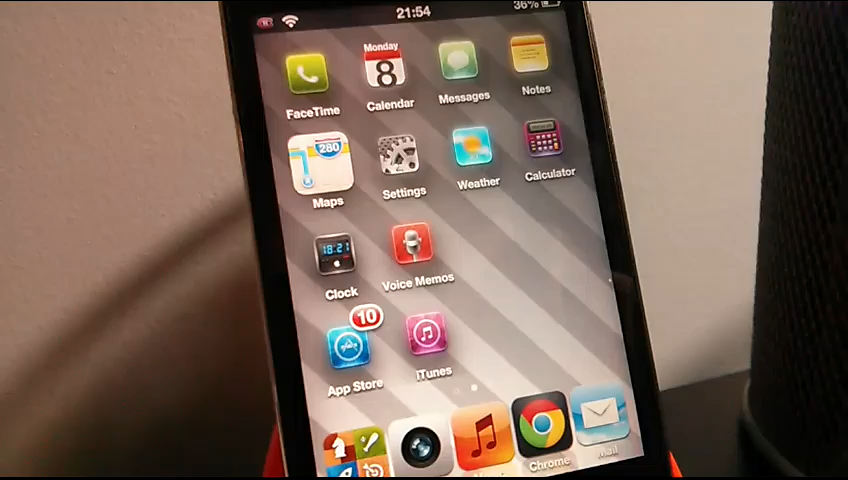 21:54
36%
FaceTime
Monday
8
Calendar
Messages
Notes
280
Maps
Settings
Weather
Calculator
18:21
Clock
Voice Memos
10
App Store
iTunes
Chrome
Mail